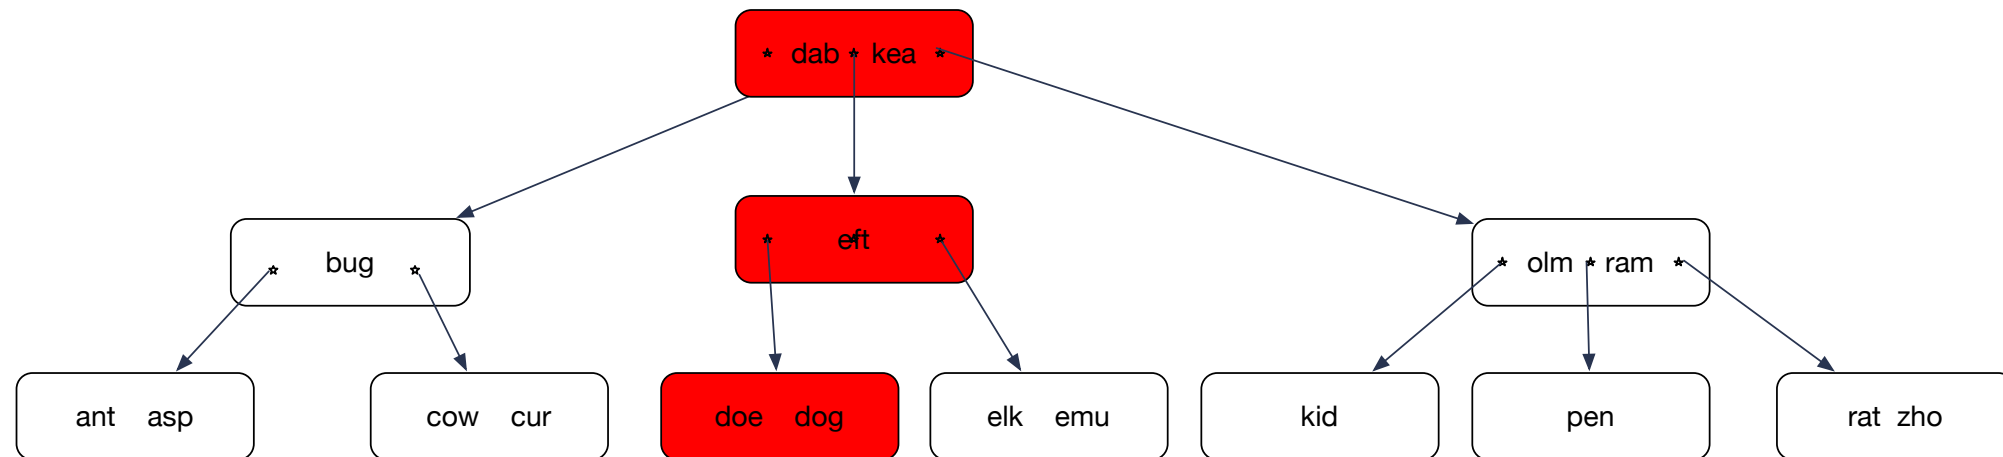 dab kea
bug
eft
olm ram
ant asp
cow cur
doe dog
elk emu
kid
pen
rat zho